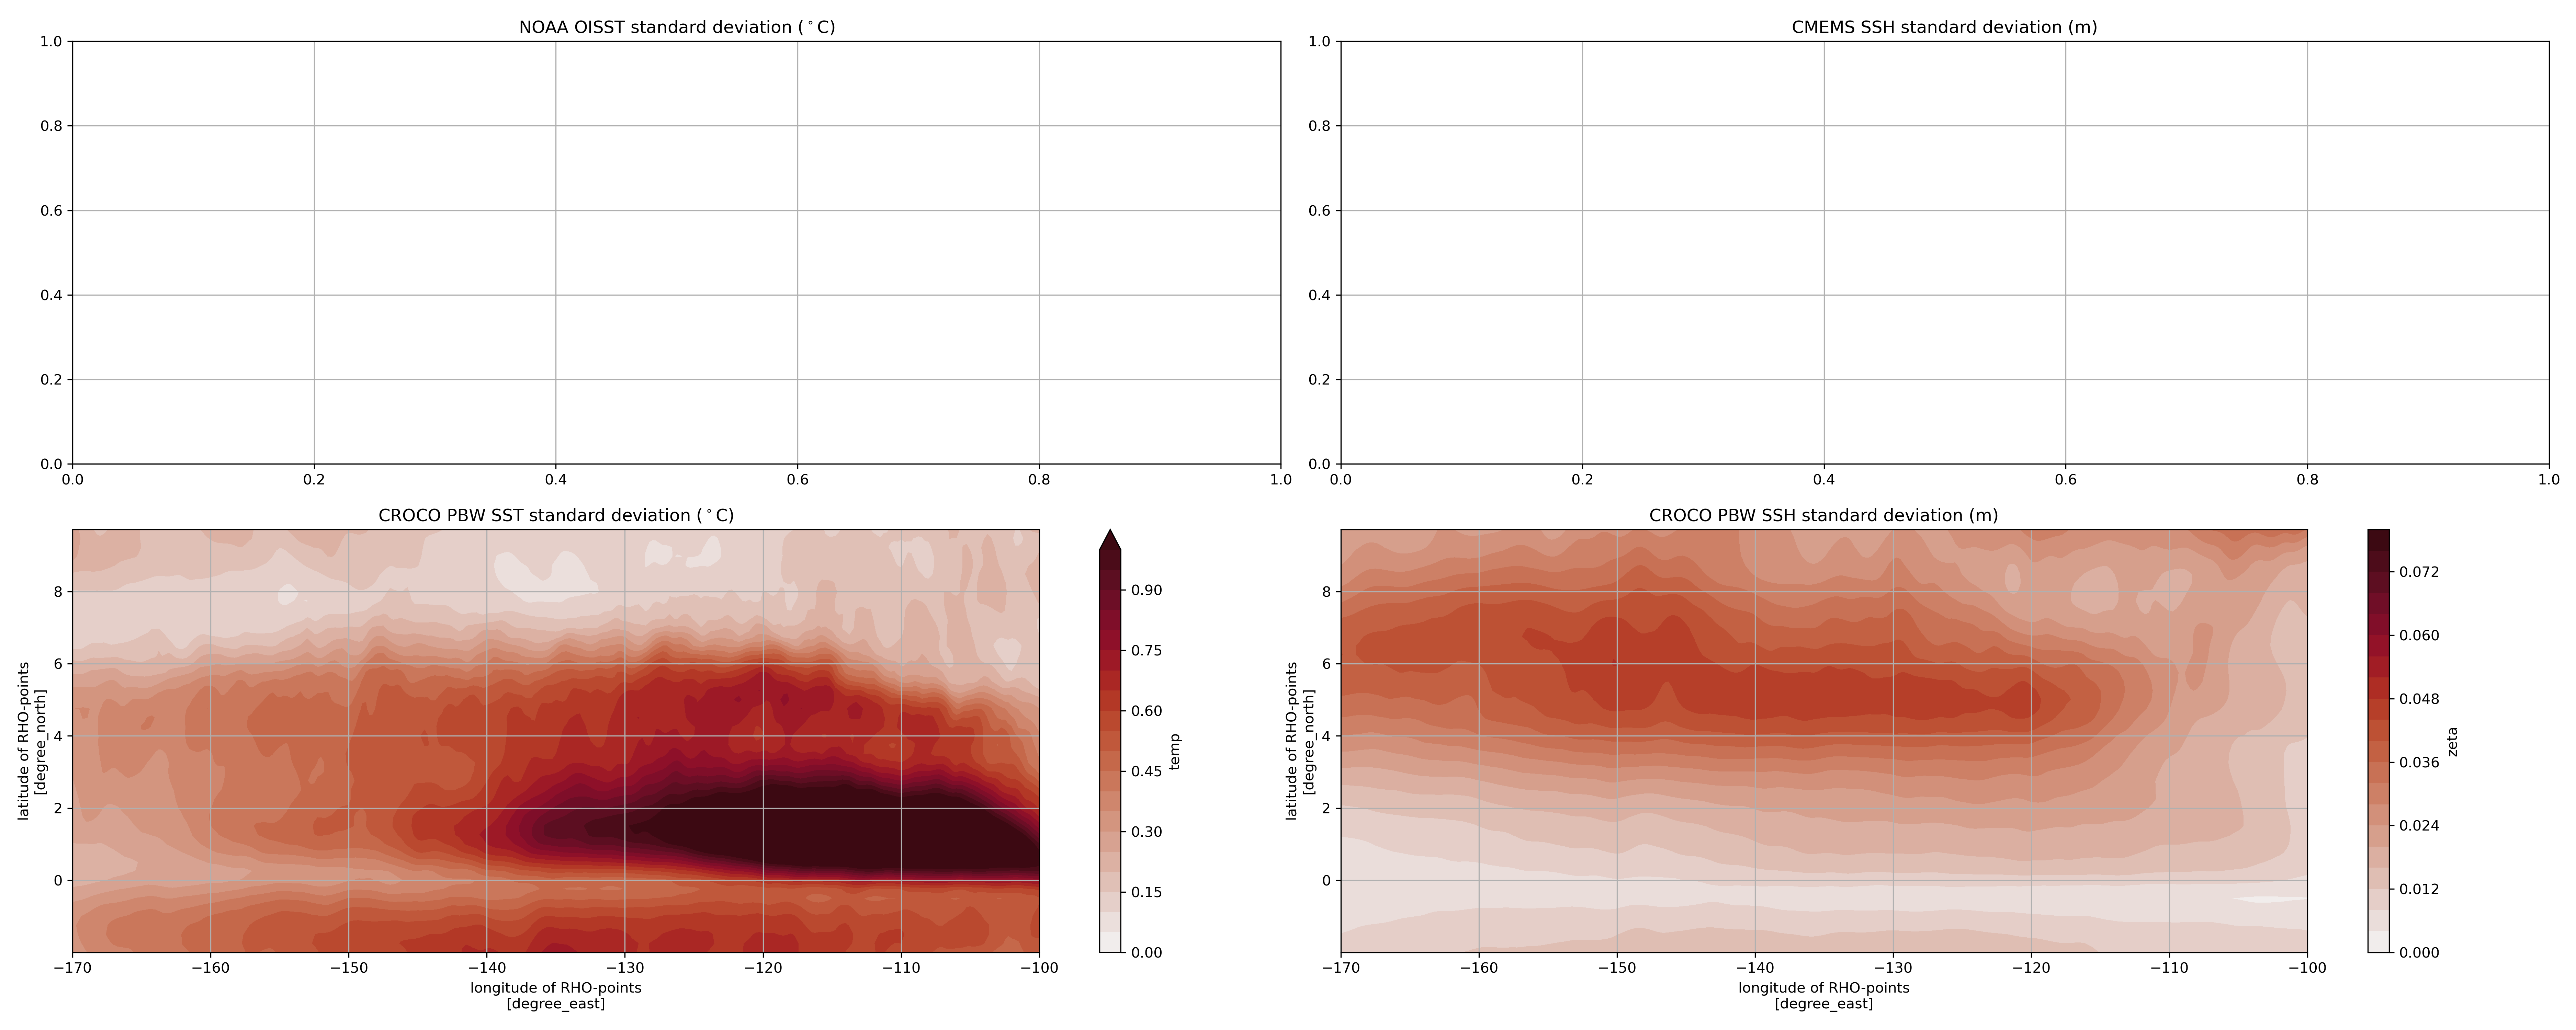 NOAA OISST standard deviation (°C)
1.0
0.8
0.6
0.4
0.2
0.0
0.0 0.2 0.4 0.6 0.8 1.0
CMEMS SSH standard deviation (m)
1.0
0.8
0.6
0.4
0.2
0.0
0.0 0.2 0.4 0.6 0.8 1.0
CROCO PBW SST standard deviation (°C)
latitude of RHO-points
[degree_north]
8
6
4
2
0
−170 −160 −150 −140 −130 −120 −110 −100
longitude of RHO-points
[degree_east]
0.90
0.75
0.60
0.45
0.30
0.15
0.00
temp
CROCO PBW SSH standard deviation (m)
latitude of RHO-points
[degree_north]
8
6
4
2
0
−170 −160 −150 −140 −130 −120 −110 −100
longitude of RHO-points
[degree_east]
0.072
0.060
0.048
0.036
0.024
0.012
0.000
zeta